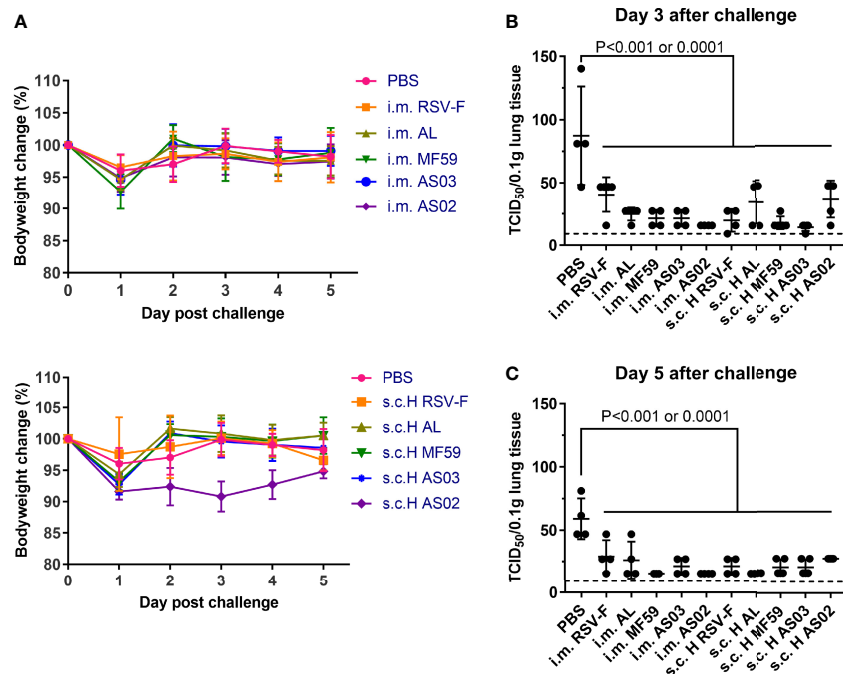 A
110
105
100
95
90
85
80
Bodyweight change (%)
0
1
2
3
4
5
Day post challenge
PBS
i.m. RSV-F
i.m. AL
i.m. MF59
i.m. AS03
i.m. AS02
110
105
100
95
90
85
80
Bodyweight change (%)
0
1
2
3
4
5
Day post challenge
PBS
s.c.H RSV-F
s.c.H AL
s.c.H MF59
s.c.H AS03
s.c.H AS02
B
Day 3 after challenge
P<0.001 or 0.0001
150
100
50
0
TCID50/0.1g lung tissue
PBS
i.m. RSV-F
i.m. AL
i.m. MF59
i.m. AS03
i.m. AS02
s.c. H RSV-F
s.c. H AL
s.c. H MF59
s.c. H AS03
s.c. H AS02
C
Day 5 after challenge
P<0.001 or 0.0001
150
100
50
0
TCID50/0.1g lung tissue
PBS
i.m. RSV-F
i.m. AL
i.m. MF59
i.m. AS03
i.m. AS02
s.c. H RSV-F
s.c. H AL
s.c. H MF59
s.c. H AS03
s.c. H AS02